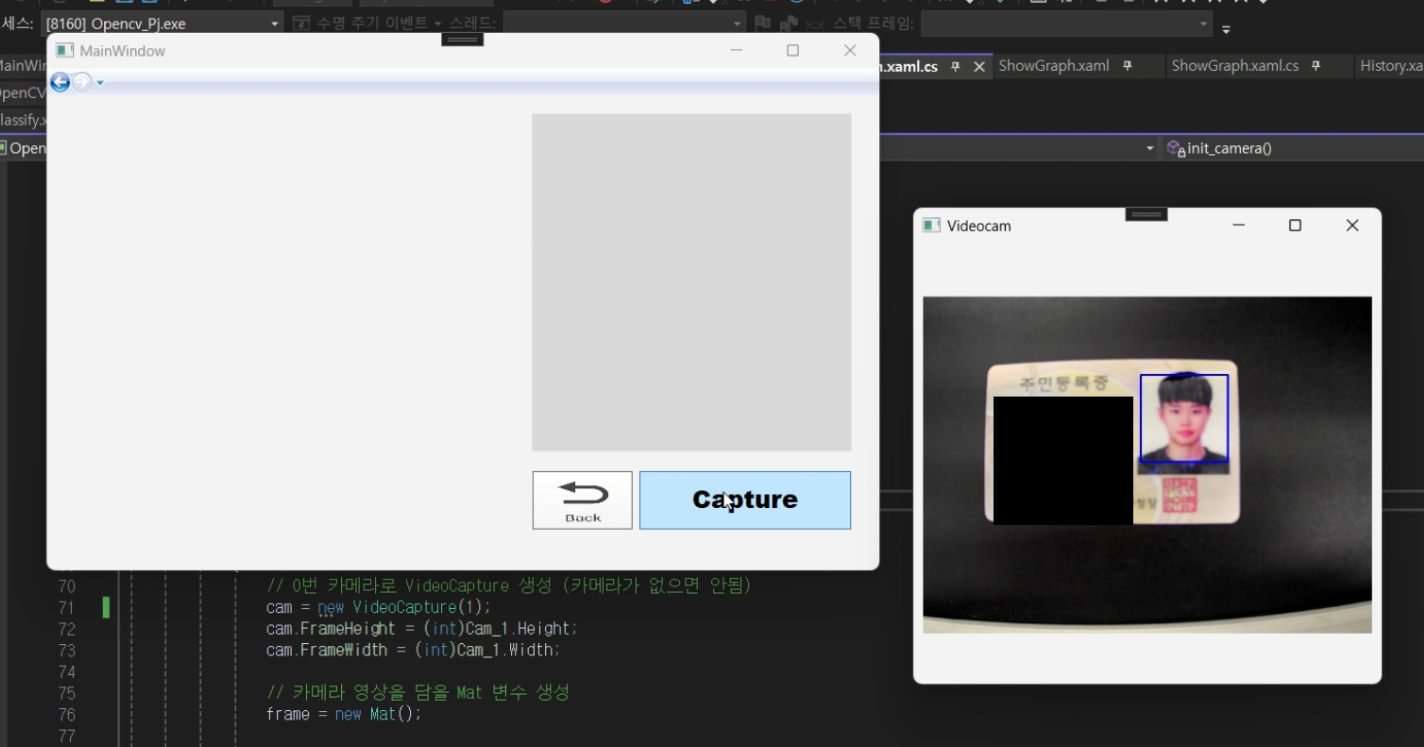 세스:
[8160] Opencv_Pj.exe
수명 주기 이벤트
스레드:
스택 프레임:
MainWindow
.xaml.cs
ShowGraph.xaml
ShowGraph.xaml.cs
History.xa
OpenCV
lassify.
Open
init_camera()
Videocam
주민등록증
Back
Capture
70
// 0번 카메라로 VideoCapture 생성 (카메라가 없으면 안됨)
71
cam = new VideoCapture(1);
72
cam.FrameHeight = (int)Cam_1.Height;
73
cam.FrameWidth = (int)Cam_1.Width;
74
75
// 카메라 영상을 담을 Mat 변수 생성
76
frame = new Mat();
77